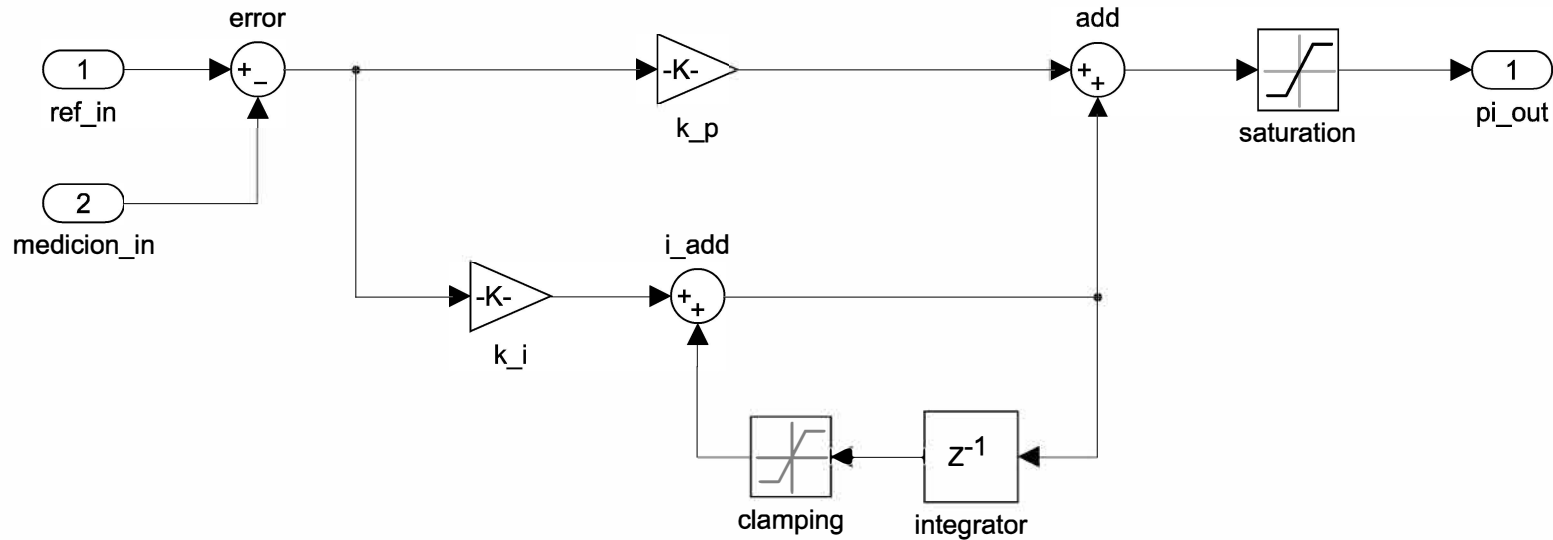 error
add
1
+
−
-K-
+
+
1
ref_in
k_p
saturation
pi_out
2
medicion_in
i_add
-K-
+
+
k_i
z-1
clamping
integrator